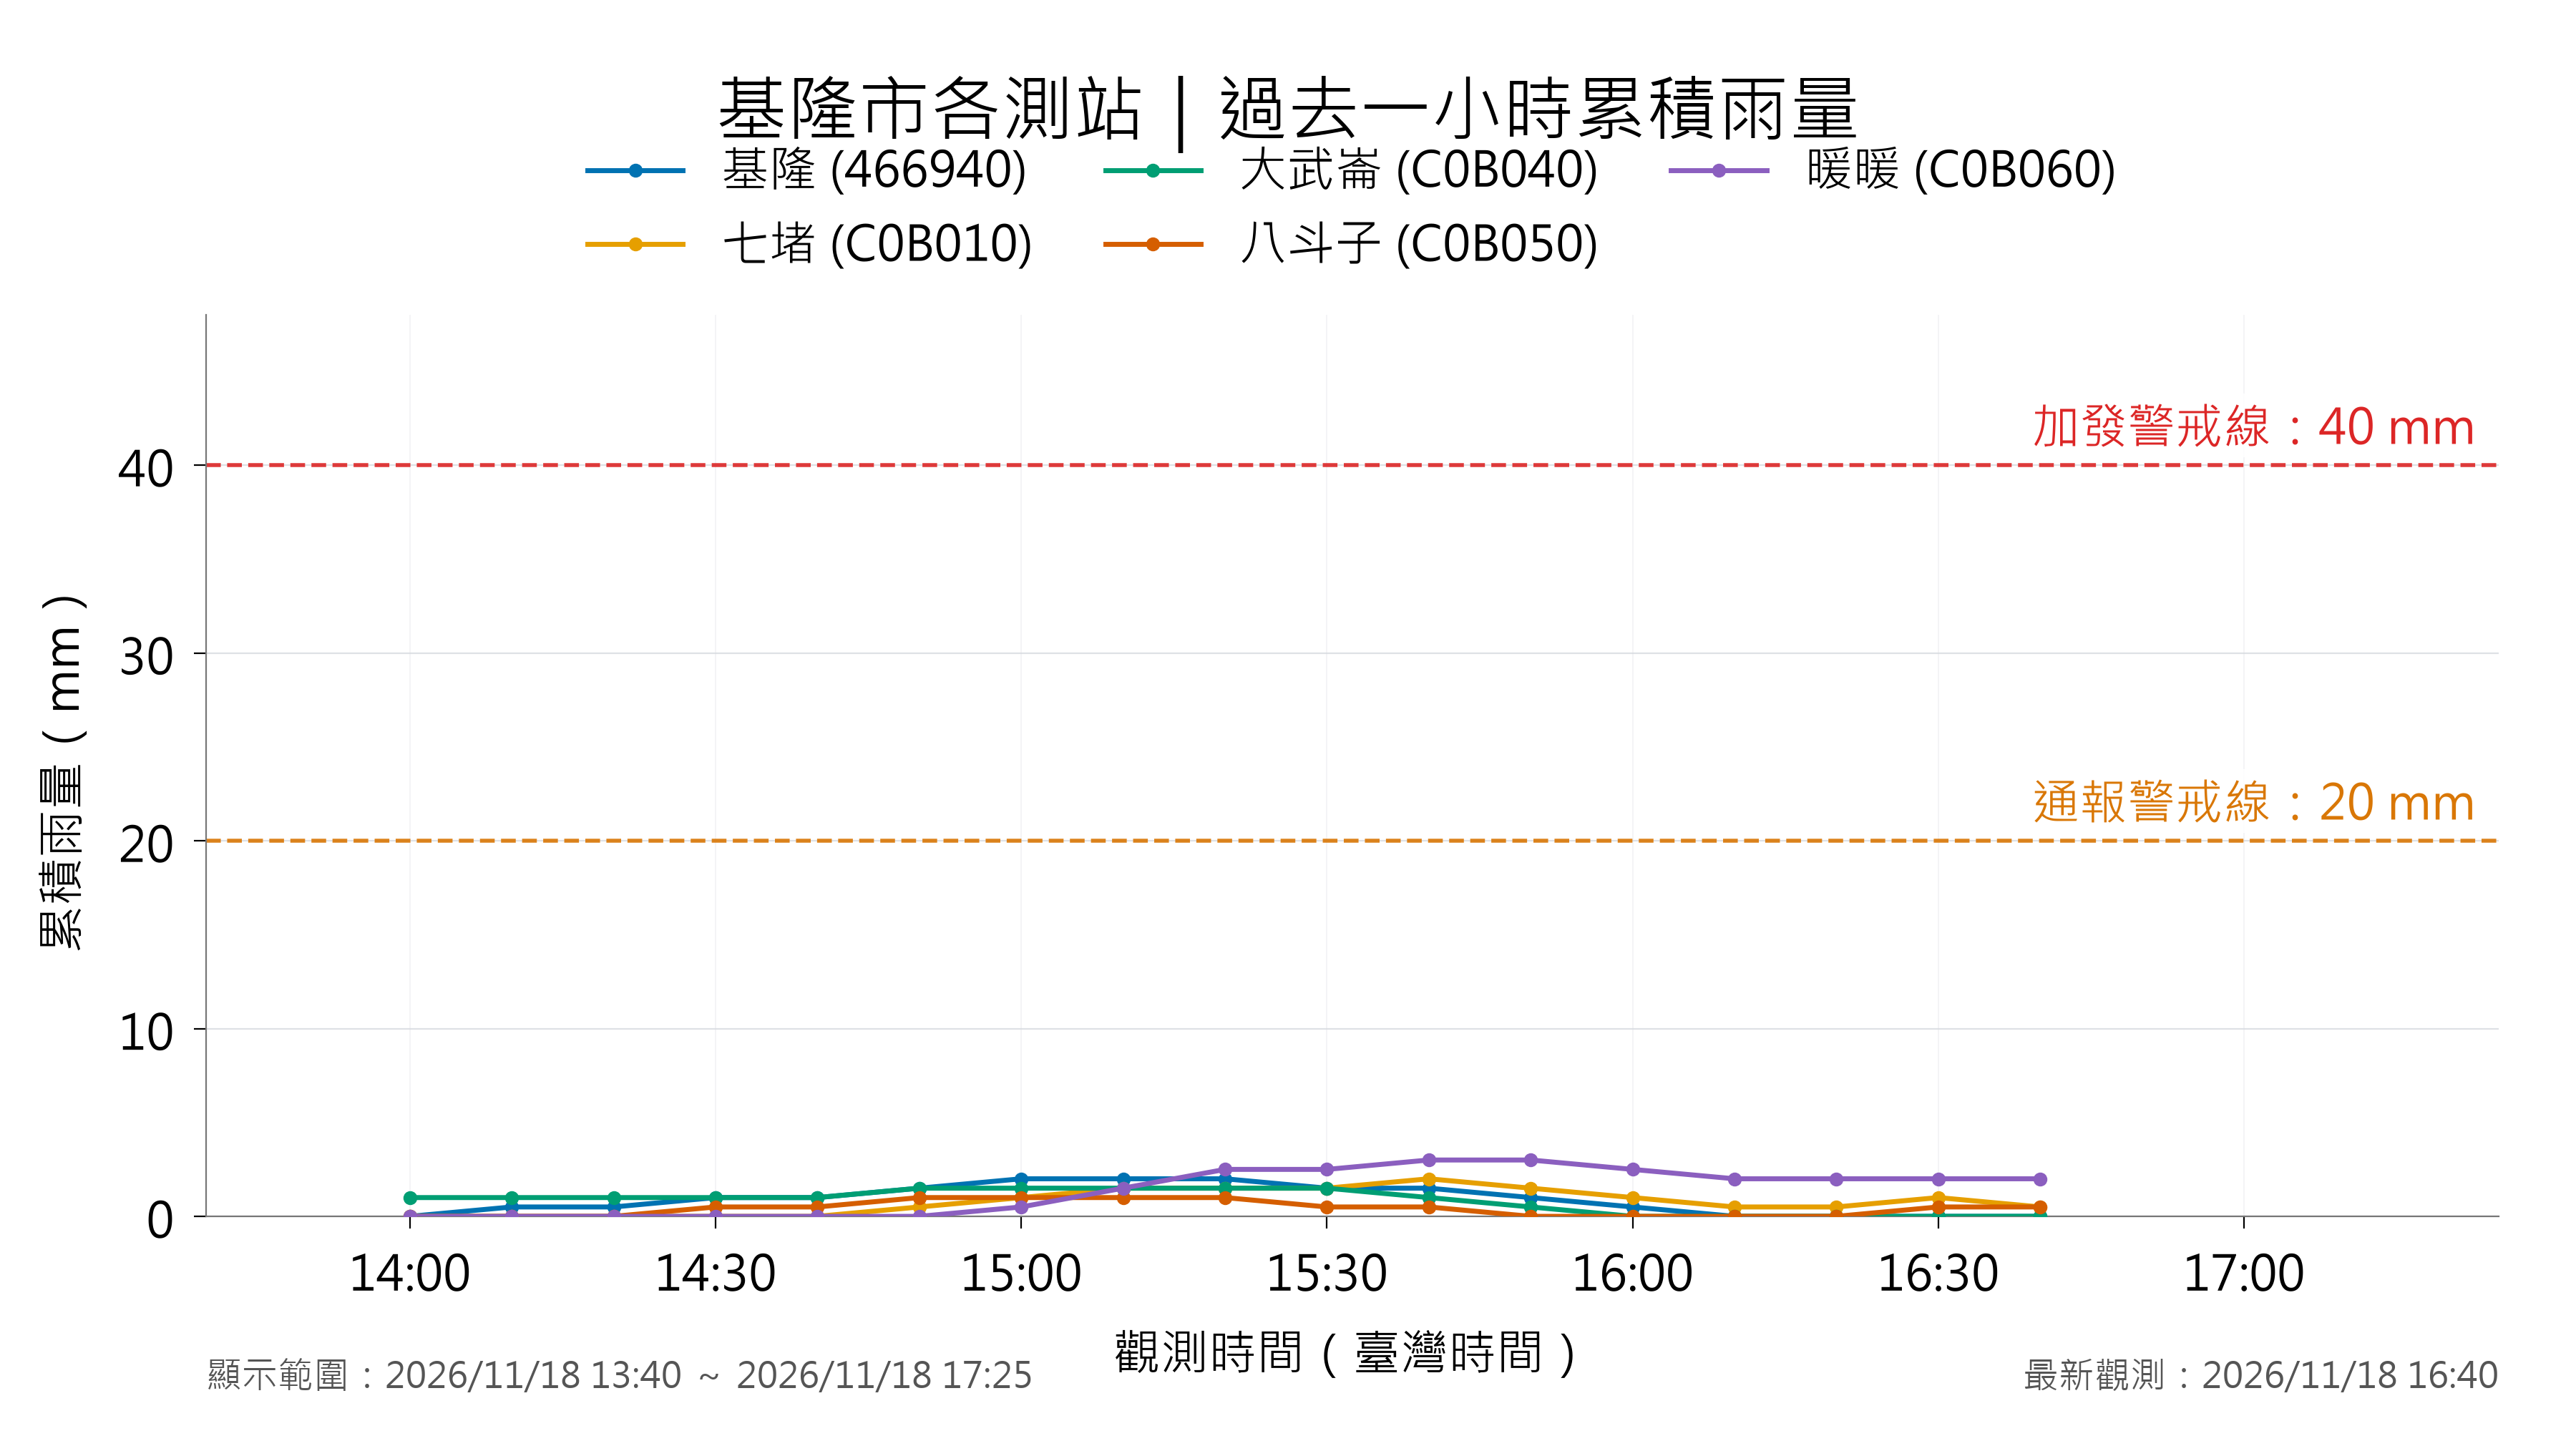 基隆市各測站｜過去一小時累積雨量
基隆 (466940)
大武崙 (C0B040)
暖暖 (C0B060)
七堵 (C0B010)
八斗子 (C0B050)
加發警戒線：40 mm
通報警戒線：20 mm
累積雨量（mm）
40
30
20
10
0
14:00
14:30
15:00
15:30
16:00
16:30
17:00
觀測時間（臺灣時間）
顯示範圍：2026/11/18 13:40 ~ 2026/11/18 17:25
最新觀測：2026/11/18 16:40